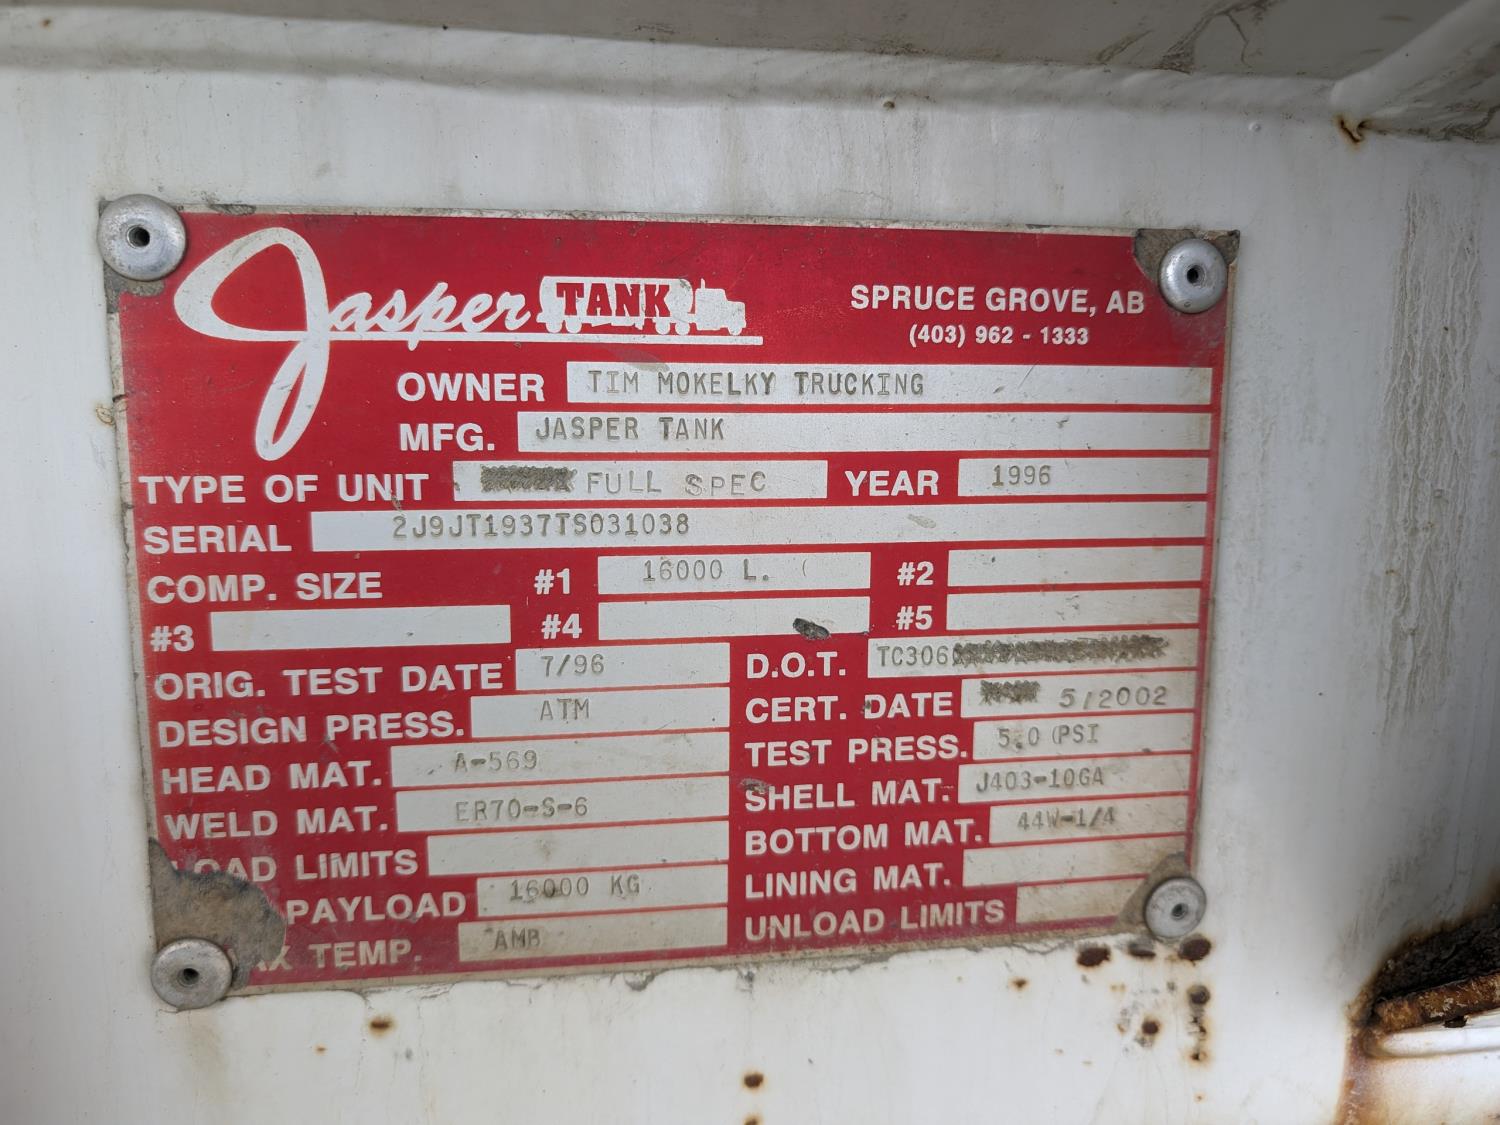 Jasper TANK
SPRUCE GROVE, AB
(403) 962 - 1333
OWNER TIM MOKELKY TRUCKING
MFG. JASPER TANK
TYPE OF UNIT FULL SPEC YEAR 1996
SERIAL 2J9JT1937TS031038
COMP. SIZE #1 16000 L. #2
#3 #4 #5
ORIG. TEST DATE 7/96 D.O.T. TC306
DESIGN PRESS. ATM CERT. DATE 5/2002
HEAD MAT. A-569 TEST PRESS. 5.0 PSI
WELD MAT. ER70-S-6 SHELL MAT. J403-10GA
LOAD LIMITS BOTTOM MAT. 44W-1/4
PAYLOAD 16000 KG LINING MAT.
TEMP. AMB UNLOAD LIMITS